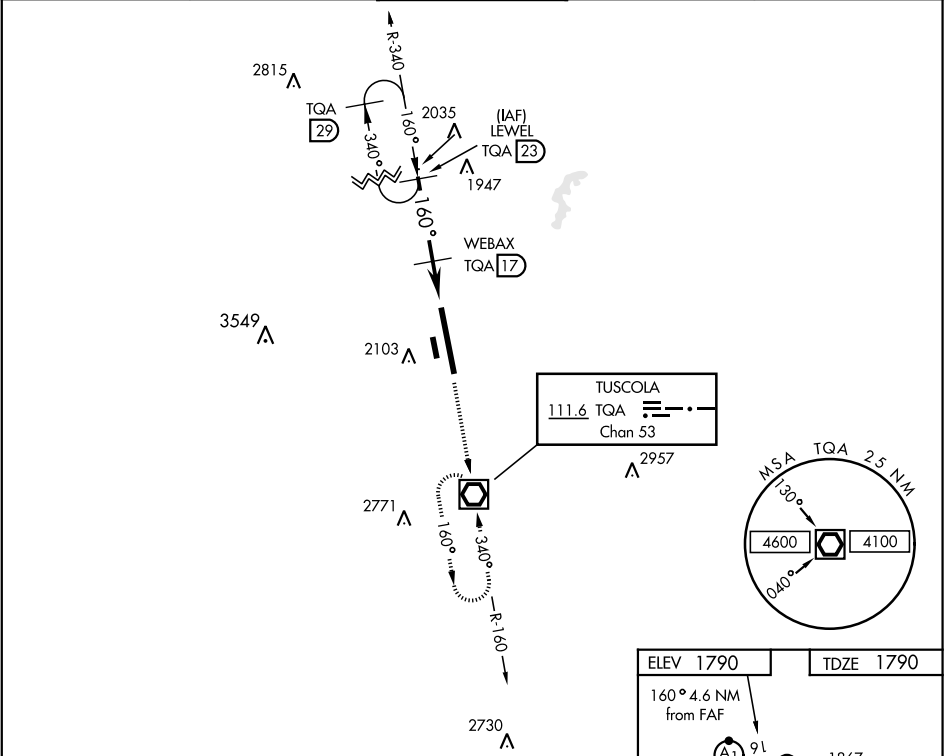 R-340
2815
TQA
29
340°
160°
2035
(IAF)
LEWEL
TQA 23
1947
160°
WEBAX
TQA 17
3549
2103
TUSCOLA
111.6 TQA
Chan 53
2957
2771
160°
340°
R-160
2730
MSA TQA 25 NM
130°
4600
4100
040°
ELEV 1790
TDZE 1790
160° 4.6 NM
from FAF
A1
16